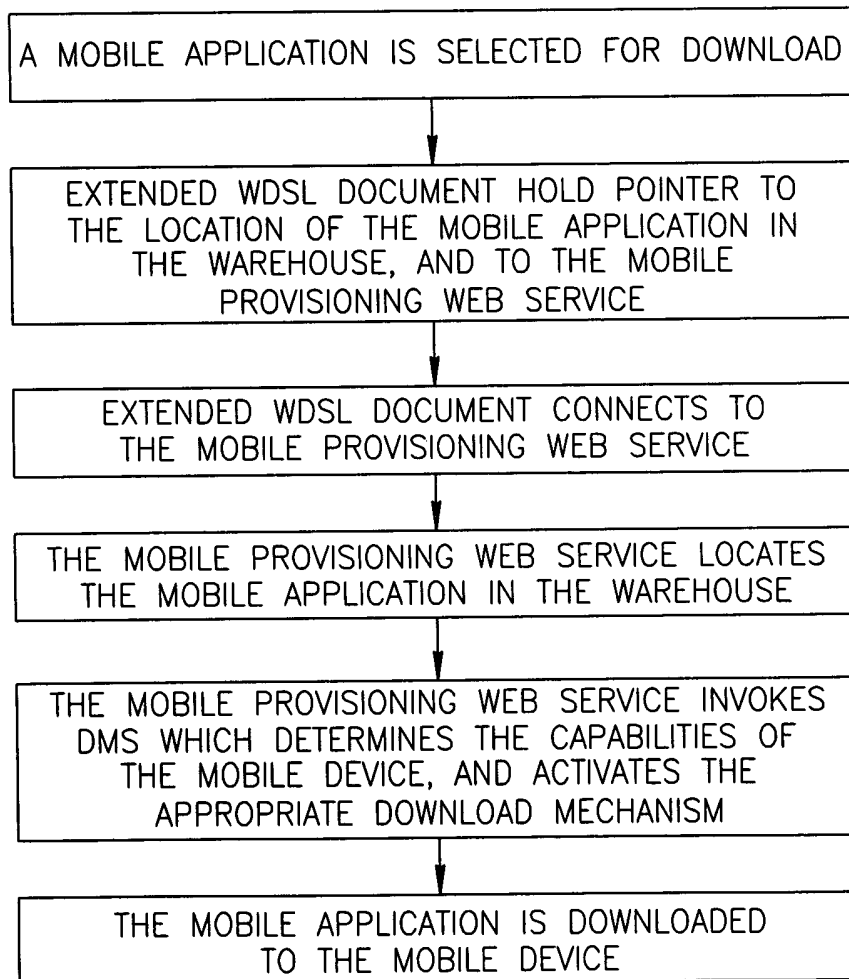 A MOBILE APPLICATION IS SELECTED FOR DOWNLOAD
EXTENDED WDSL DOCUMENT HOLD POINTER TO
THE LOCATION OF THE MOBILE APPLICATION IN
THE WAREHOUSE, AND TO THE MOBILE
PROVISIONING WEB SERVICE
EXTENDED WDSL DOCUMENT CONNECTS TO
THE MOBILE PROVISIONING WEB SERVICE
THE MOBILE PROVISIONING WEB SERVICE LOCATES
THE MOBILE APPLICATION IN THE WAREHOUSE
THE MOBILE PROVISIONING WEB SERVICE INVOKES
DMS WHICH DETERMINES THE CAPABILITIES OF
THE MOBILE DEVICE, AND ACTIVATES THE
APPROPRIATE DOWNLOAD MECHANISM
THE MOBILE APPLICATION IS DOWNLOADED
TO THE MOBILE DEVICE